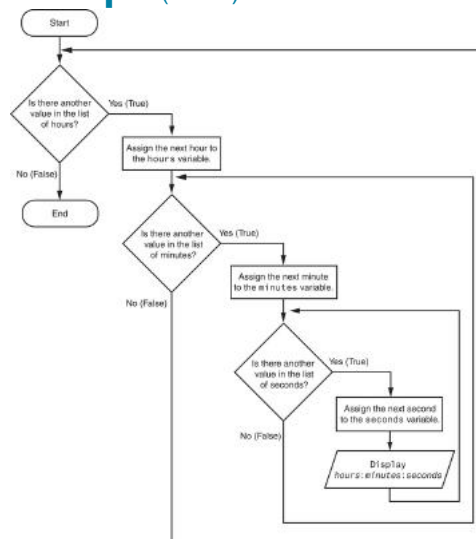 Start
Is there another
value in the list
of hours?
Yes (True)
Assign the next hour to
the hours variable.
No (False)
End
Is there another
value in the list
of minutes?
Yes (True)
Assign the next minute
to the minutes variable.
No (False)
Is there another
value in the list
of seconds?
Yes (True)
Assign the next second
to the seconds variable.
No (False)
Display
hours:minutes:seconds